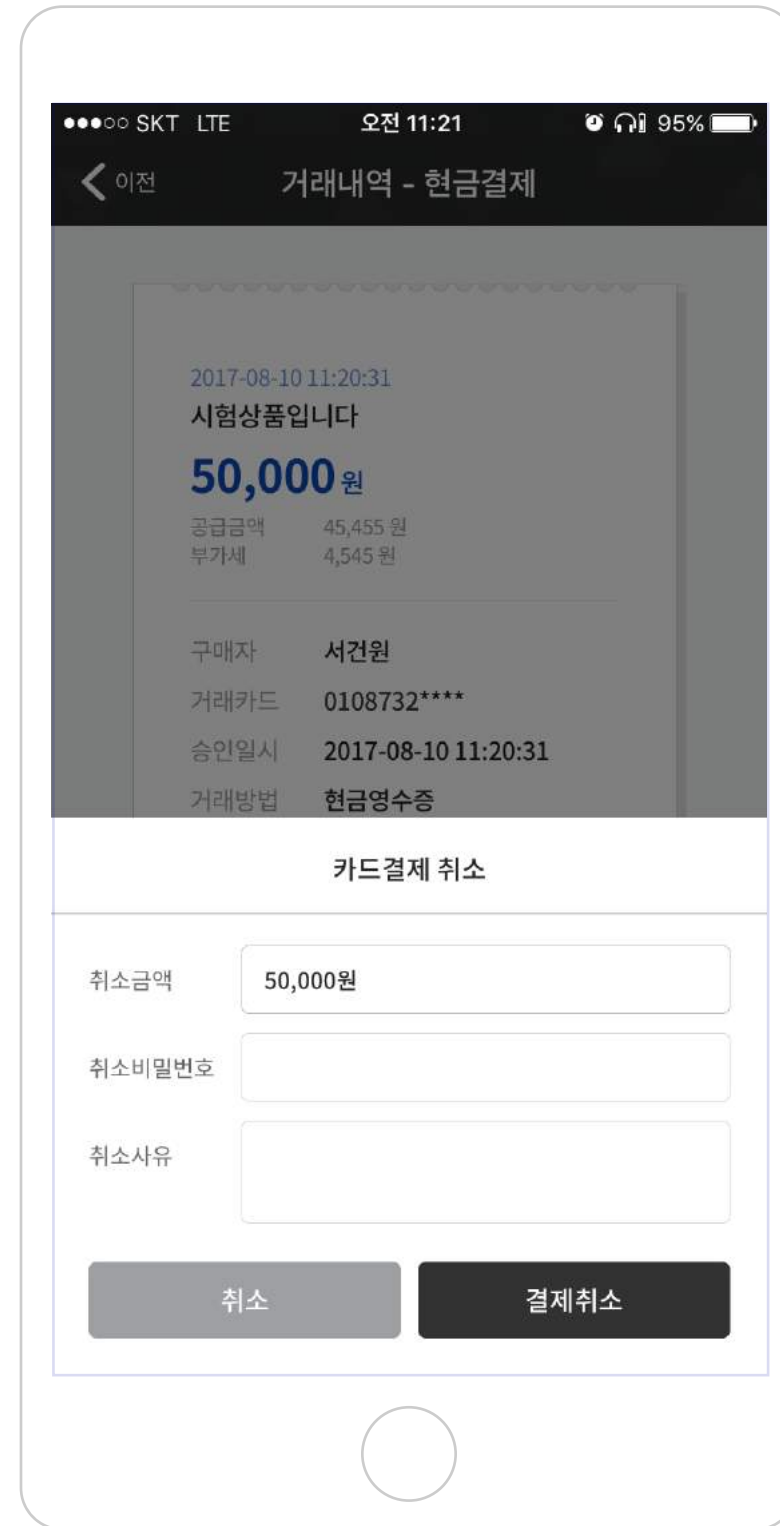 SKT LTE 오전 11:21 95%
이전 거래내역 - 현금결제
2017-08-10 11:20:31
시험상품입니다
50,000 원
공급금액 45,455 원
부가세 4,545 원
구매자 서건원
거래카드 0108732****
승인일시 2017-08-10 11:20:31
거래방법 현금영수증
카드결제 취소
취소금액 50,000원
취소비밀번호
취소사유
취소 결제취소